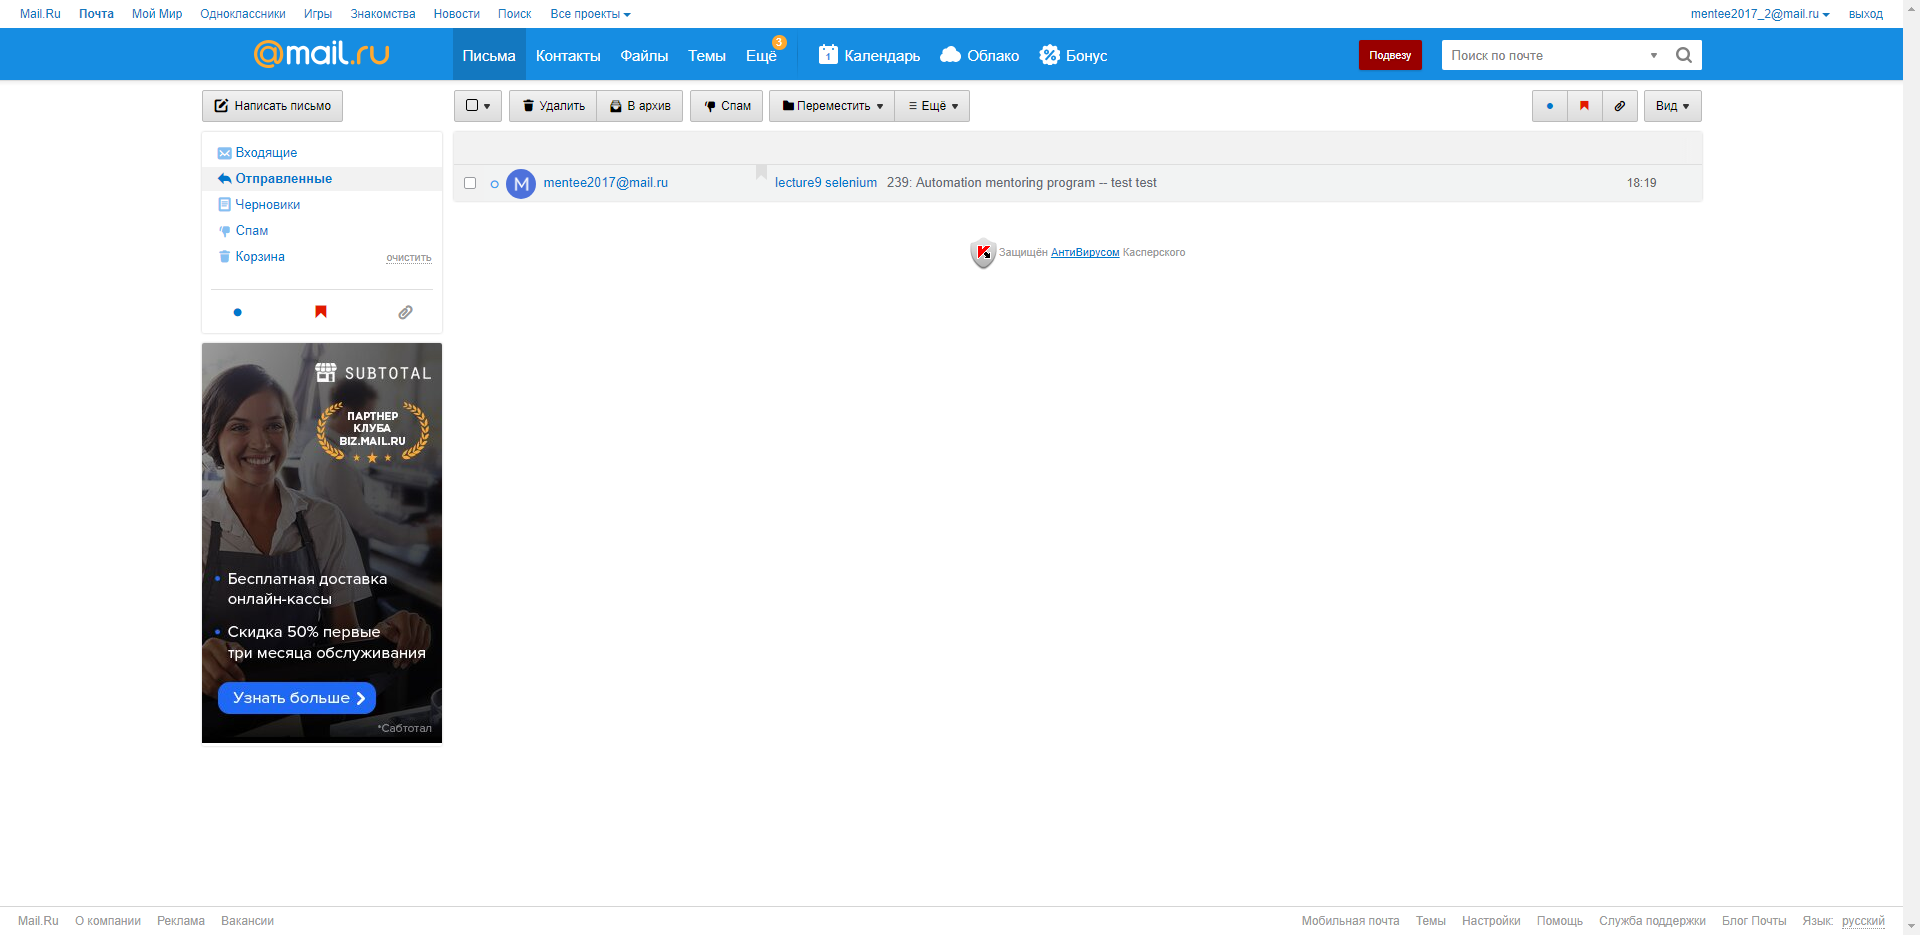 Mail.Ru Почта Мой Мир Одноклассники Игры Знакомства Новости Поиск Все проекты mentee2017_2@mail.ru выход
@mail.ru Письма Контакты Файлы Темы Ещё 3 1 Календарь Облако % Бонус Подвезу Поиск по почте
Написать письмо Удалить В архив Спам Переместить Ещё Вид
Входящие
Отправленные
Черновики
Спам
Корзина очистить
M mentee2017@mail.ru lecture9 selenium 239: Automation mentoring program -- test test 18:19
Защищён АнтиВирусом Касперского
SUBTOTAL
ПАРТНЕР
КЛУБА
BIZ.MAIL.RU
Бесплатная доставка
онлайн-кассы
Скидка 50% первые
три месяца обслуживания
Узнать больше
*Сабтотал
Mail.Ru О компании Реклама Вакансии Мобильная почта Темы Настройки Помощь Служба поддержки Блог Почты Язык: русский